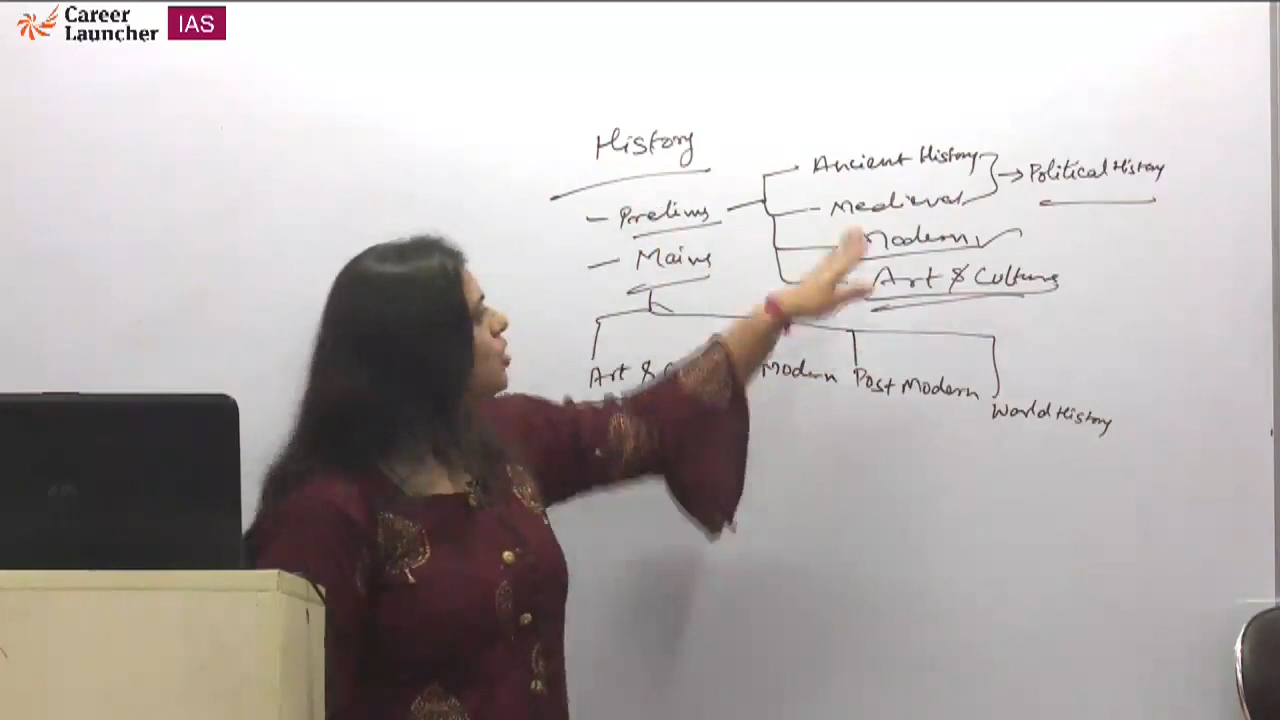 Career
Launcher
IAS
History
Ancient History
Political History
- Prelims
Medieval
- Mains
Modern
Art & Culture
Art &
Modern
Post Modern
World History